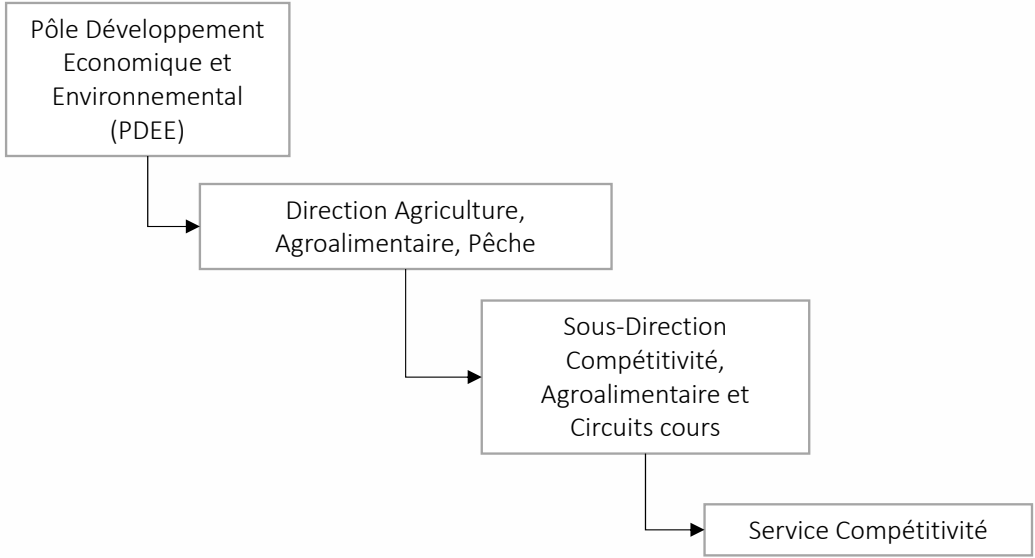 Pôle Développement
Economique et
Environnemental
(PDEE)
Direction Agriculture,
Agroalimentaire, Pêche
Sous-Direction
Compétitivité,
Agroalimentaire et
Circuits cours
Service Compétitivité